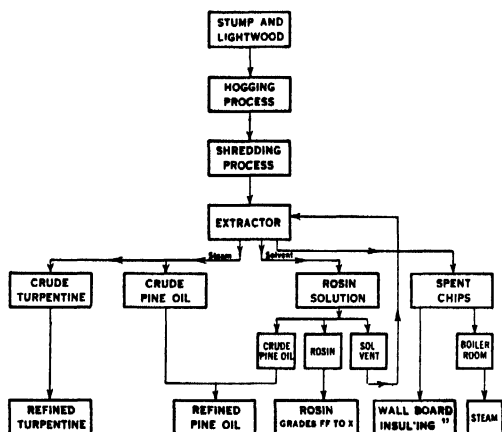 STUMP AND
LIGHTWOOD
HOGGING
PROCESS
SHREDDING
PROCESS
EXTRACTOR
Steam
Solvent
CRUDE
TURPENTINE
CRUDE
PINE OIL
ROSIN
SOLUTION
SPENT
CHIPS
CRUDE
PINE OIL
ROSIN
SOL
VENT
BOILER
ROOM
REFINED
TURPENTINE
REFINED
PINE OIL
ROSIN
GRADES FF TO X
WALL BOARD
INSUL'ING "
STEAM